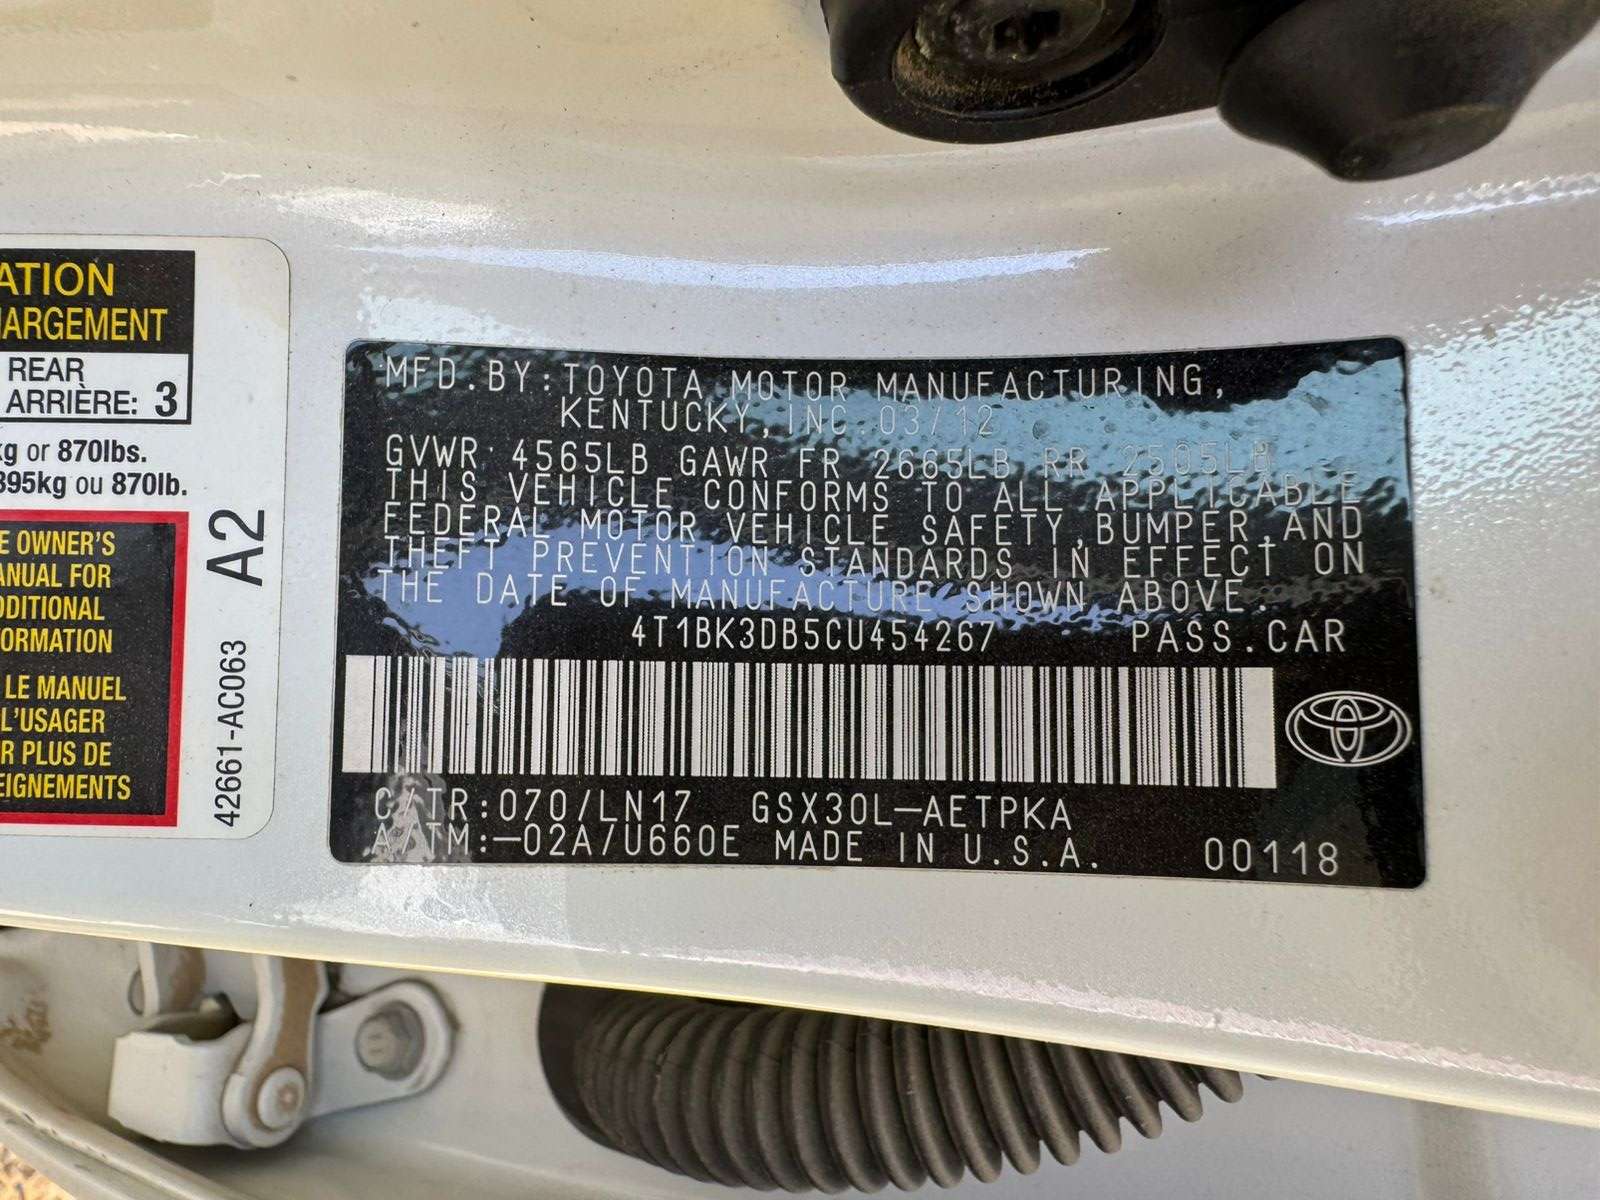 ATION
HARGEMENT
REAR
ARRIÈRE: 3
kg or 870lbs.
395kg ou 870lb.
E OWNER'S
ANUAL FOR
DDITIONAL
FORMATION
LE MANUEL
L'USAGER
R PLUS DE
EIGNEMENTS
42661-AC063 A2
MFD.BY:TOYOTA MOTOR MANUFACTURING,
KENTUCKY, INC. 03/12
GVWR 4565LB GAWR FR 2665LB RR 2505LB
THIS VEHICLE CONFORMS TO ALL APPLICABLE
FEDERAL MOTOR VEHICLE SAFETY,BUMPER,AND
THEFT PREVENTION STANDARDS IN EFFECT ON
THE DATE OF MANUFACTURE SHOWN ABOVE.
4T1BK3DB5CU454267 PASS.CAR
C/TR:070/LN17 GSX30L-AETPKA
A/TM:-02A/U660E MADE IN U.S.A. 00118